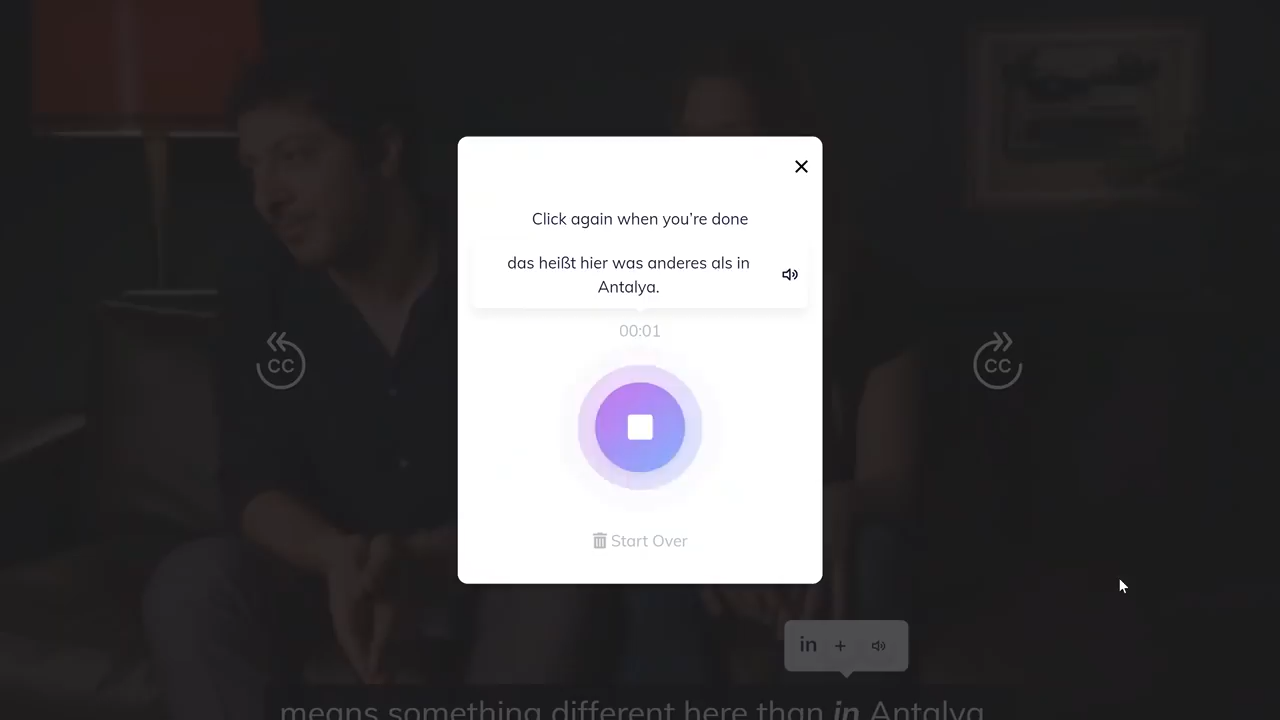 Click again when you're done
das heißt hier was anderes als in
Antalya.
00:01
CC
CC
Start Over
in +
means something different here than in Antalya